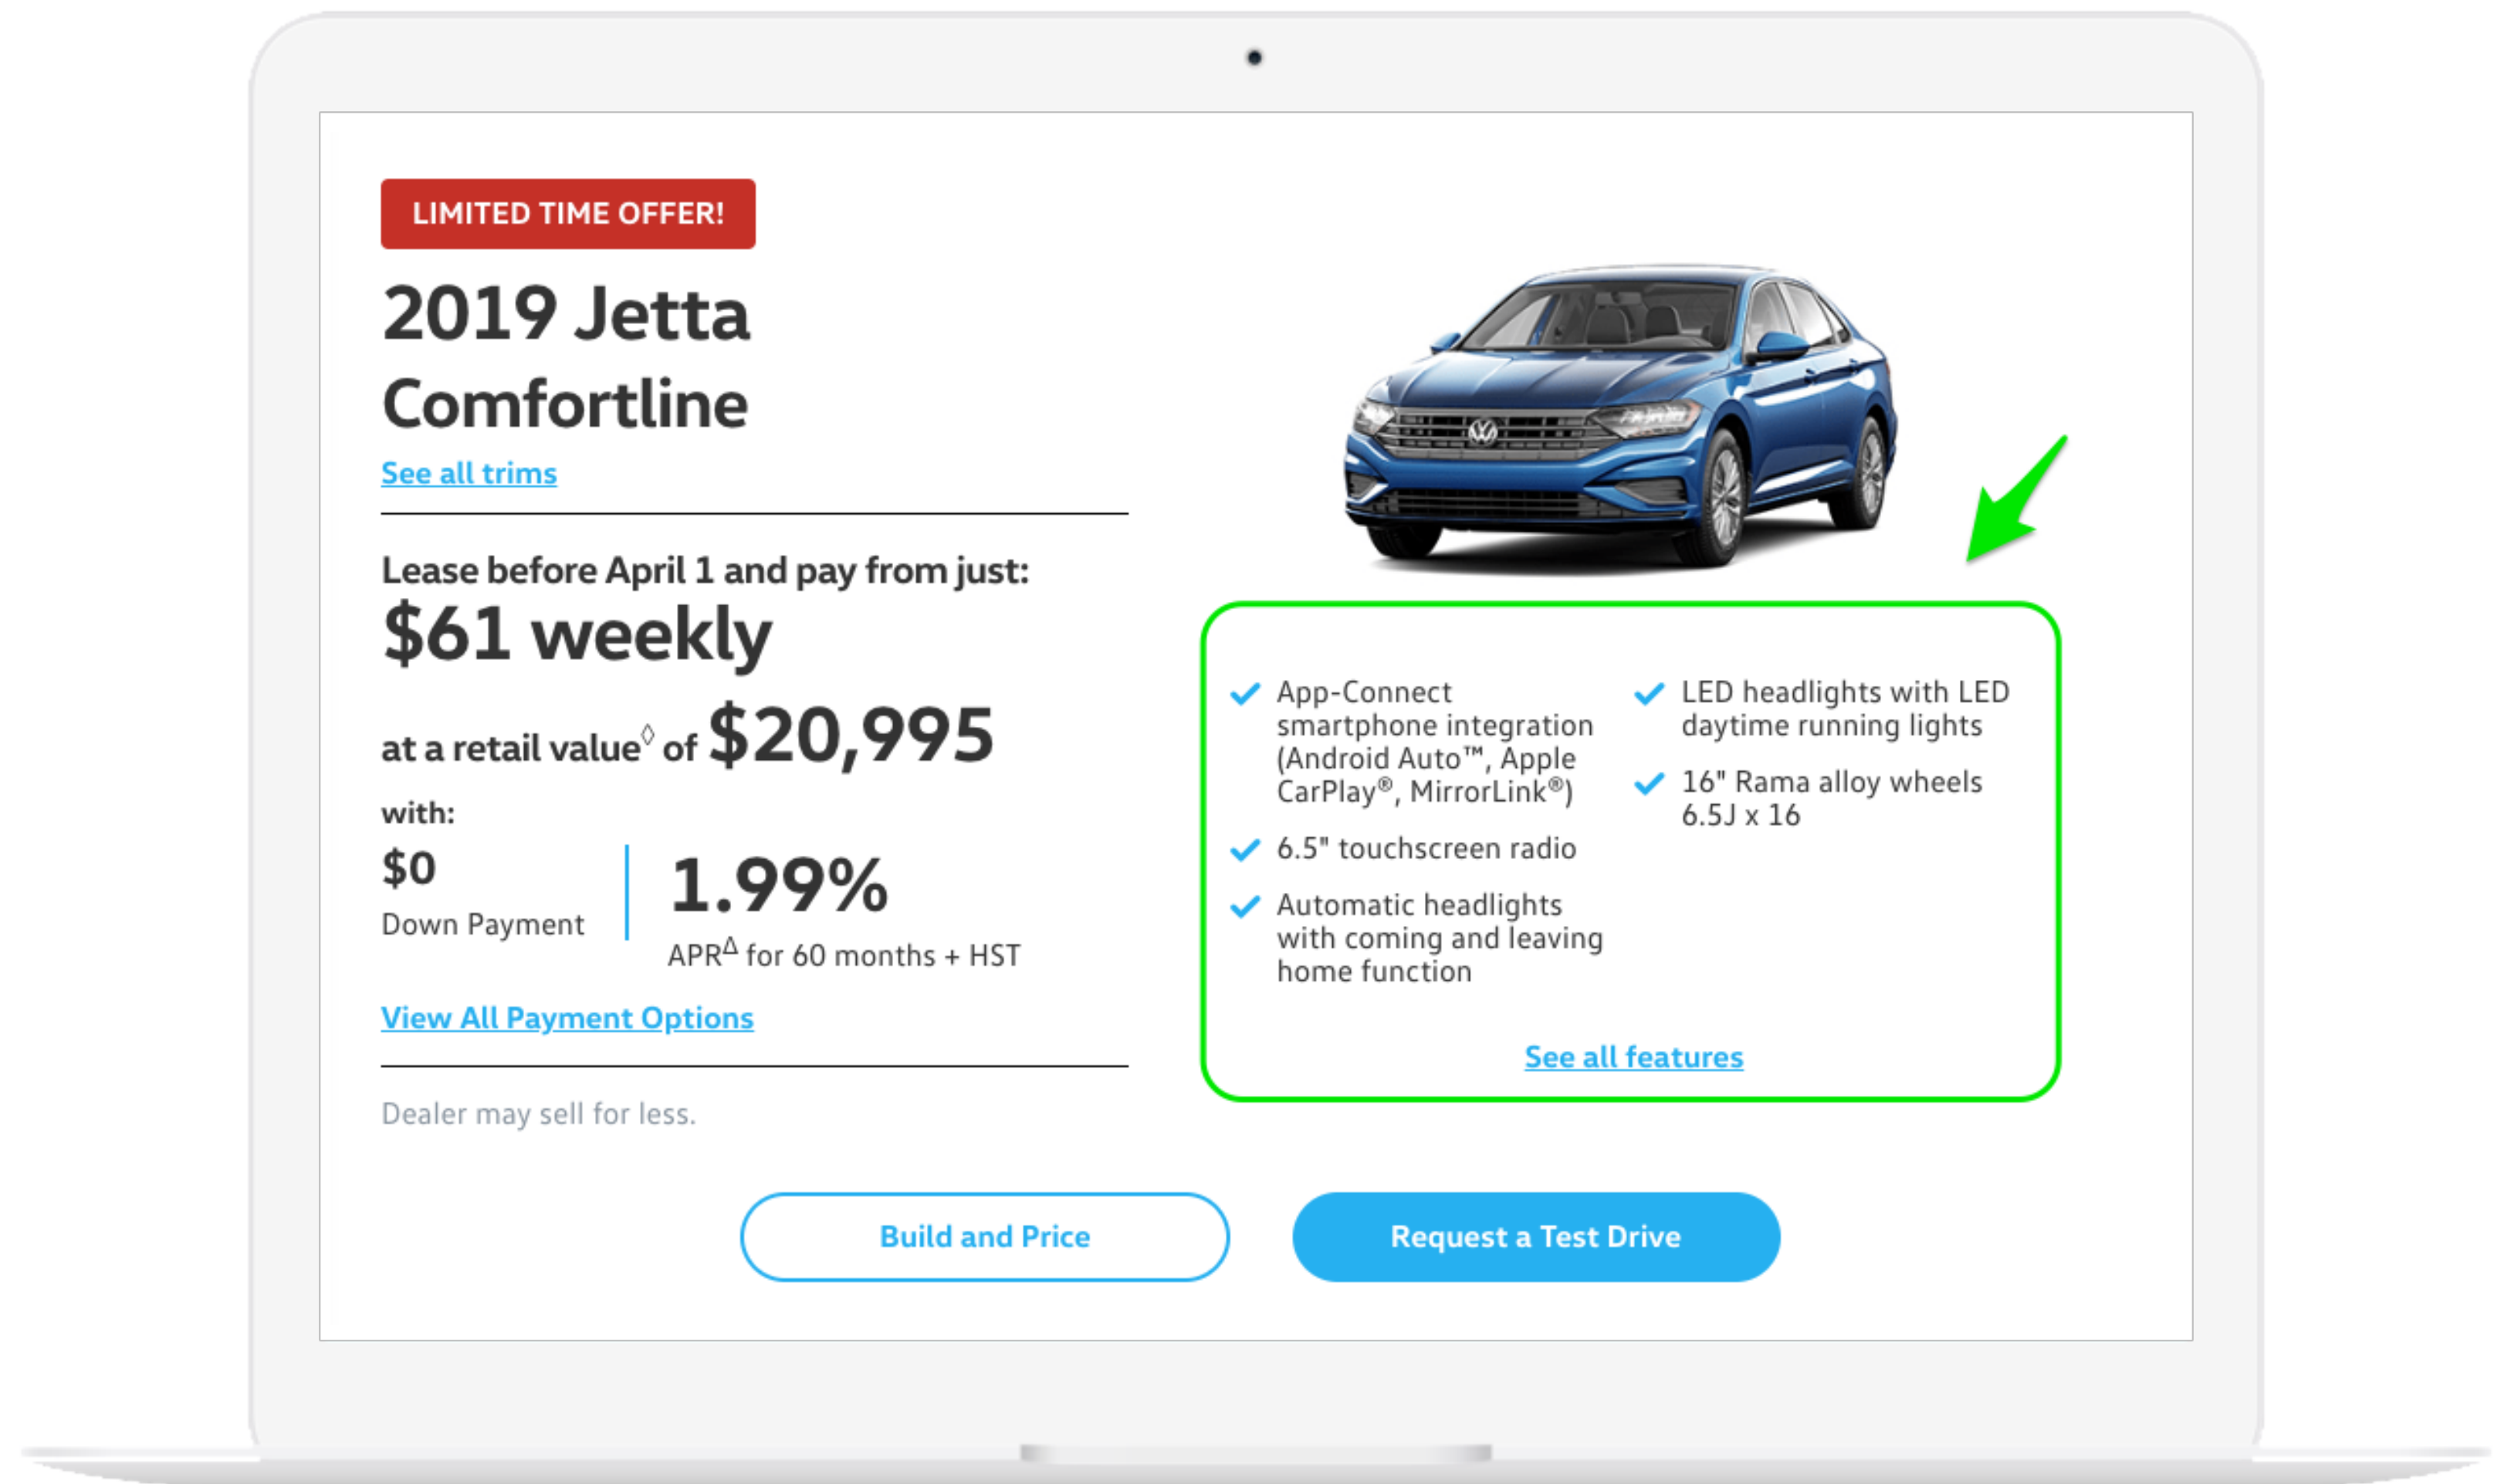 LIMITED TIME OFFER!
2019 Jetta
Comfortline
See all trims
Lease before April 1 and pay from just:
$61 weekly
at a retail value◊ of $20,995
with:
$0
Down Payment
1.99%
APRΔ for 60 months + HST
View All Payment Options
Dealer may sell for less.
App-Connect
smartphone integration
(Android Auto™, Apple
CarPlay®, MirrorLink®)
6.5" touchscreen radio
Automatic headlights
with coming and leaving
home function
LED headlights with LED
daytime running lights
16" Rama alloy wheels
6.5J x 16
See all features
Build and Price
Request a Test Drive